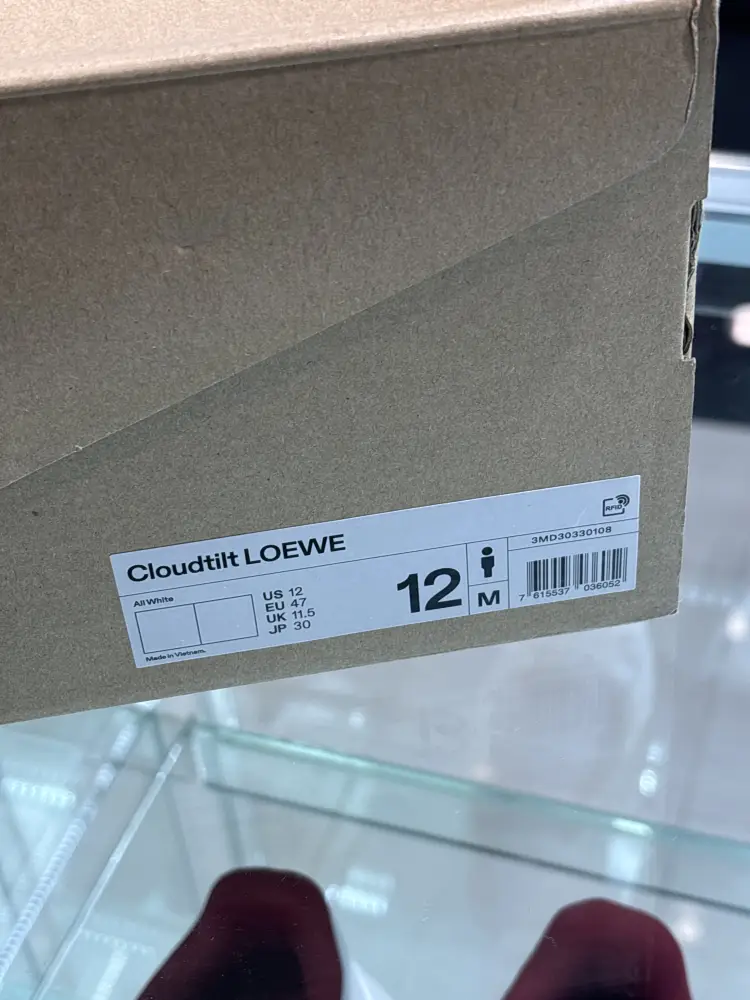 Cloudtilt LOEWE
RFID
3MD30330108
All White
US 12
EU 47
UK 11.5
JP 30
12
M
7 615537 036052
Made in Vietnam.